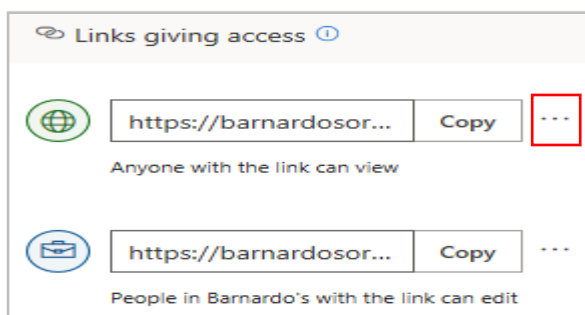 Links giving access
https://barnardosor... Copy ...
Anyone with the link can view
https://barnardosor... Copy ...
People in Barnardo's with the link can edit